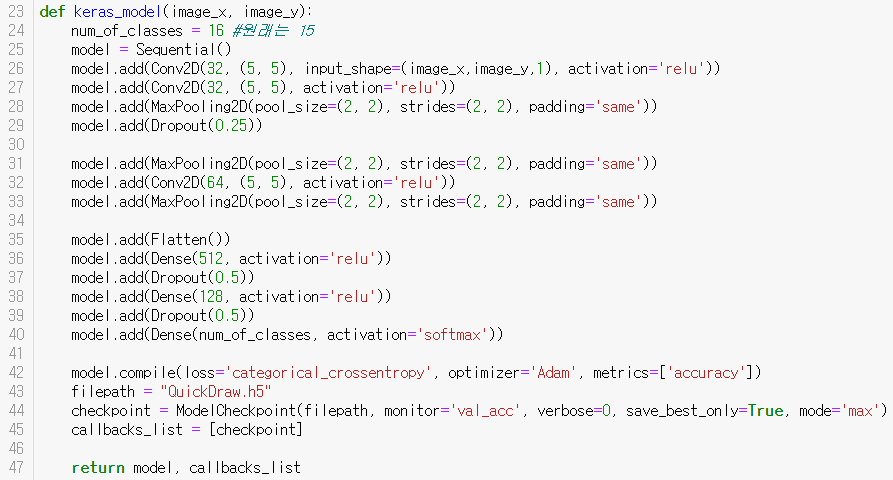 23 def keras_model(image_x, image_y):
24     num_of_classes = 16 #원래는 15
25     model = Sequential()
26     model.add(Conv2D(32, (5, 5), input_shape=(image_x,image_y,1), activation='relu'))
27     model.add(Conv2D(32, (5, 5), activation='relu'))
28     model.add(MaxPooling2D(pool_size=(2, 2), strides=(2, 2), padding='same'))
29     model.add(Dropout(0.25))
30
31     model.add(MaxPooling2D(pool_size=(2, 2), strides=(2, 2), padding='same'))
32     model.add(Conv2D(64, (5, 5), activation='relu'))
33     model.add(MaxPooling2D(pool_size=(2, 2), strides=(2, 2), padding='same'))
34
35     model.add(Flatten())
36     model.add(Dense(512, activation='relu'))
37     model.add(Dropout(0.5))
38     model.add(Dense(128, activation='relu'))
39     model.add(Dropout(0.5))
40     model.add(Dense(num_of_classes, activation='softmax'))
41
42     model.compile(loss='categorical_crossentropy', optimizer='Adam', metrics=['accuracy'])
43     filepath = "QuickDraw.h5"
44     checkpoint = ModelCheckpoint(filepath, monitor='val_acc', verbose=0, save_best_only=True, mode='max')
45     callbacks_list = [checkpoint]
46
47     return model, callbacks_list